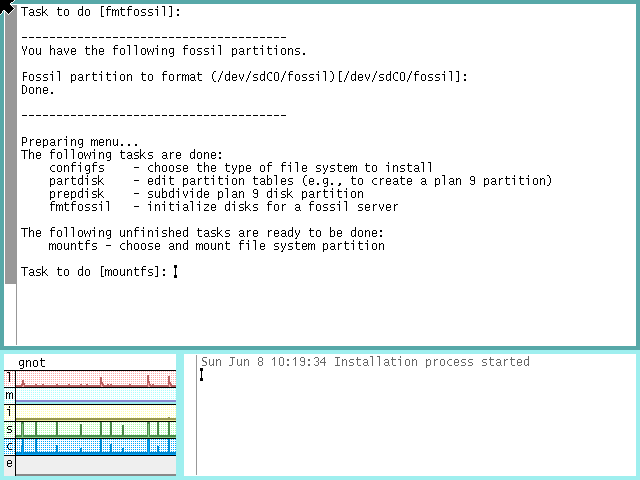 Task to do [fmtfossil]:
--------------------------------------
You have the following fossil partitions.
Fossil partition to format (/dev/sdC0/fossil)[/dev/sdC0/fossil]:
Done.
--------------------------------------
Preparing menu...
The following tasks are done:
configfs - choose the type of file system to install
partdisk - edit partition tables (e.g., to create a plan 9 partition)
prepdisk - subdivide plan 9 disk partition
fmtfossil - initialize disks for a fossil server
The following unfinished tasks are ready to be done:
mountfs - choose and mount file system partition
Task to do [mountfs]:
gnot
l
m
i
s
c
e
Sun Jun 8 10:19:34 Installation process started